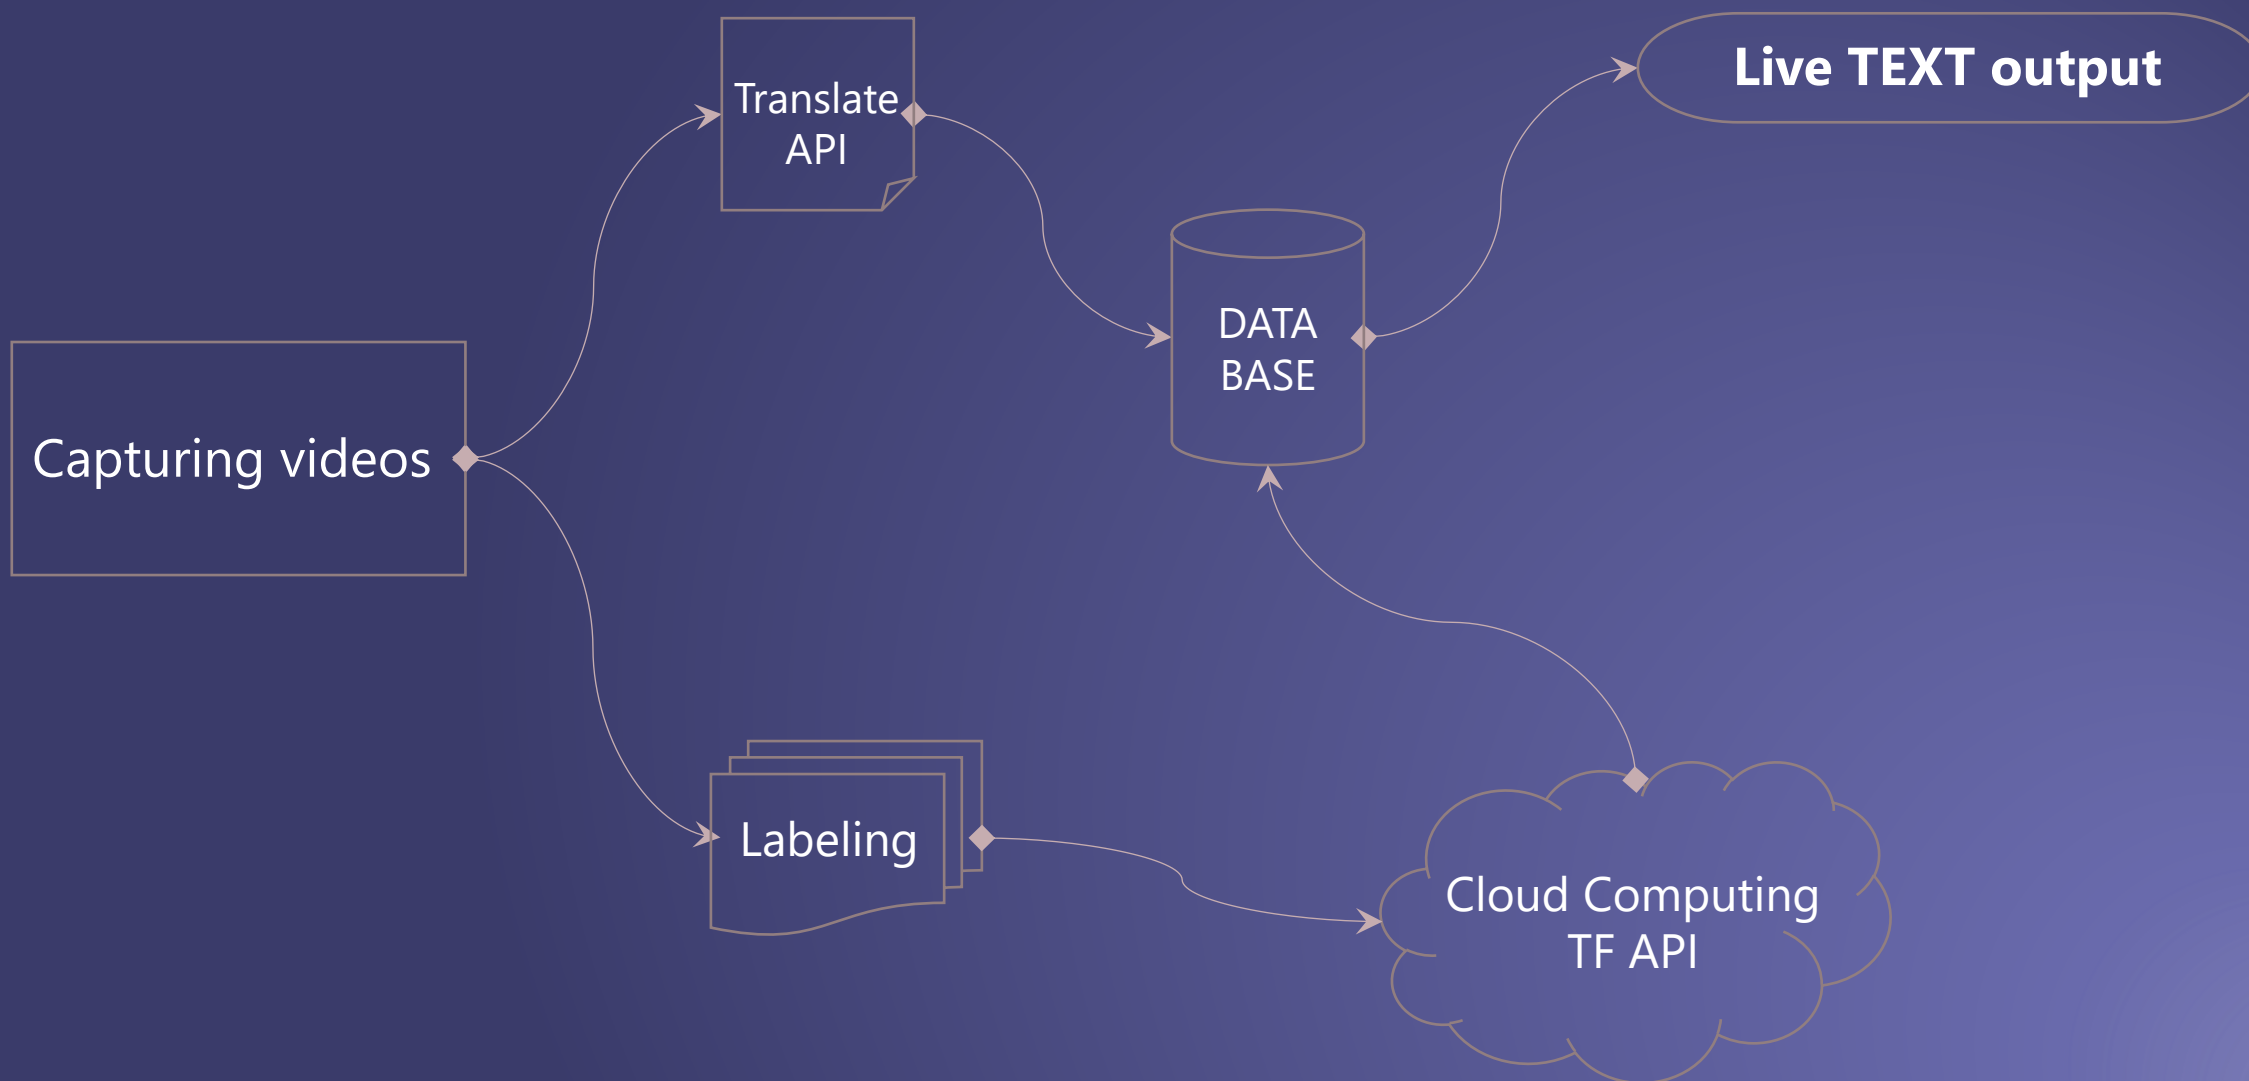 Translate
API
Live TEXT output
DATA
BASE
Capturing videos
Labeling
Cloud Computing
TF API